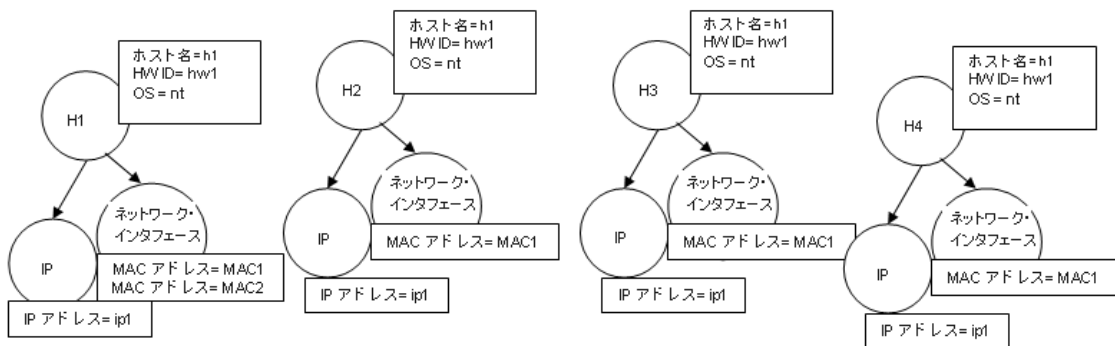 ホスト名=h1
HW ID= hw1
OS = nt
H1
ネットワーク・
インタフェース
IP
MAC アドレス= MAC1
MAC アドレス= MAC2
IP アドレス= ip1
ホスト名=h1
HW ID= hw1
OS = nt
H2
ネットワーク・
インタフェース
IP
MAC アドレス= MAC1
IP アドレス= ip1
ホスト名=h1
HW ID= hw1
OS = nt
H3
ネットワーク・
インタフェース
IP
MAC アドレス= MAC1
IP アドレス= ip1
ホスト名=h1
HW ID= hw1
OS = nt
H4
ネットワーク・
インタフェース
IP
MAC アドレス= MAC1
IP アドレス= ip1